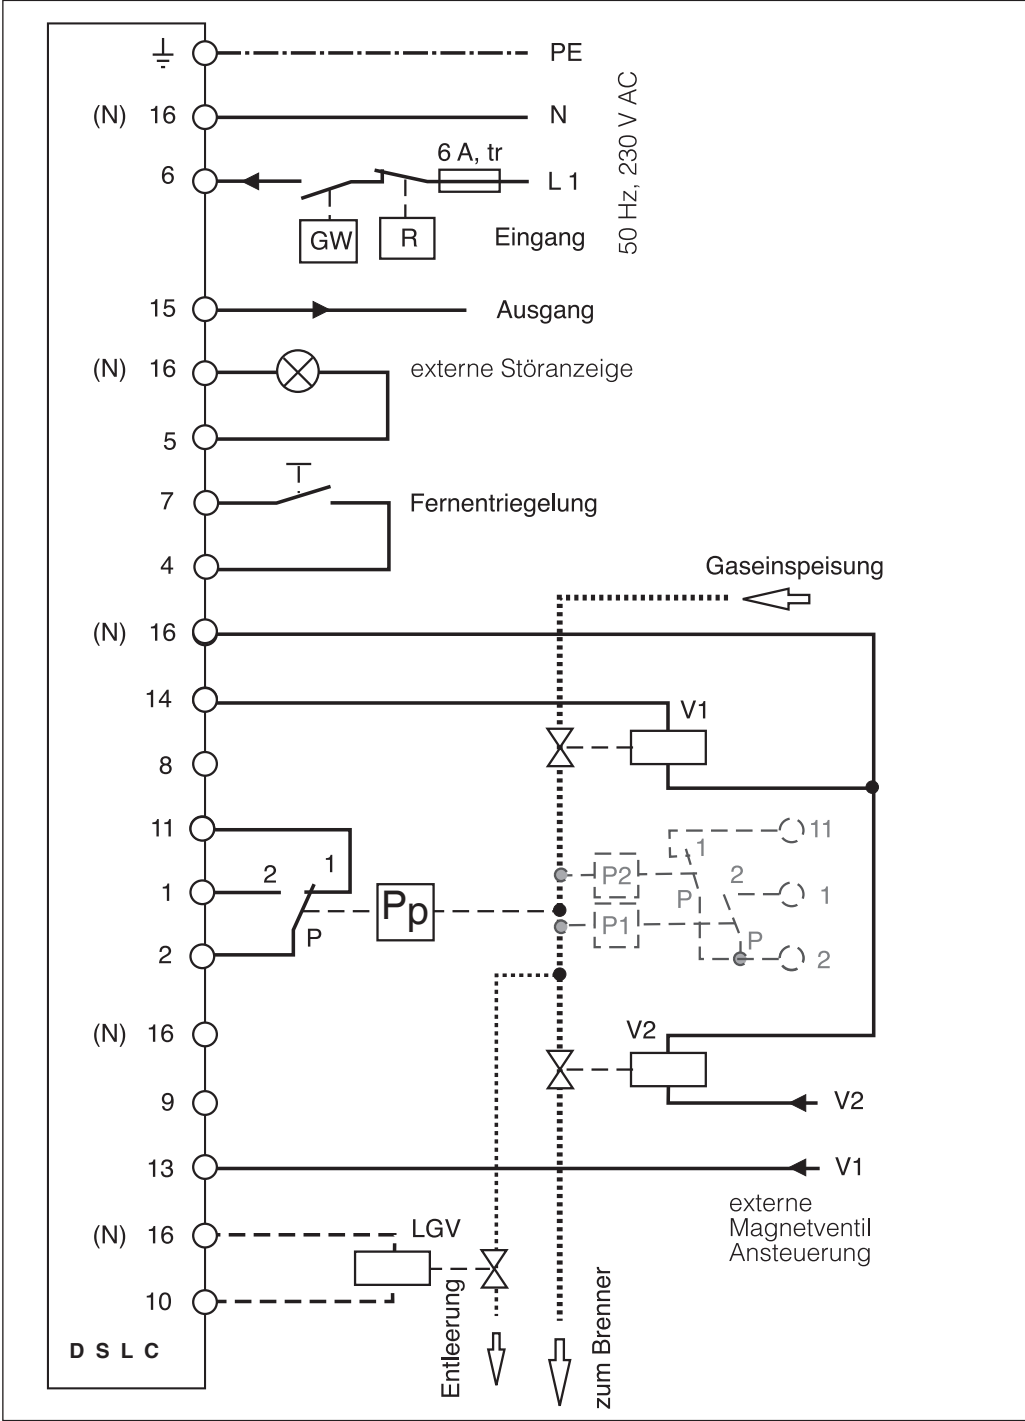 PE
(N) 16 N
50 Hz, 230 V AC
6 A, tr
6 L 1
GW R Eingang
15 Ausgang
(N) 16 externe Störanzeige
5
7 Fernentriegelung
4
Gaseinspeisung
(N) 16
14 V1
8
11 1 11
1 2 1 P2 2 1
Pp P
P P1 P
2 2
(N) 16 V2
9 V2
13 V1
externe
Magnetventil
Ansteuerung
(N) 16 LGV
10
Entleerung
zum Brenner
D S L C